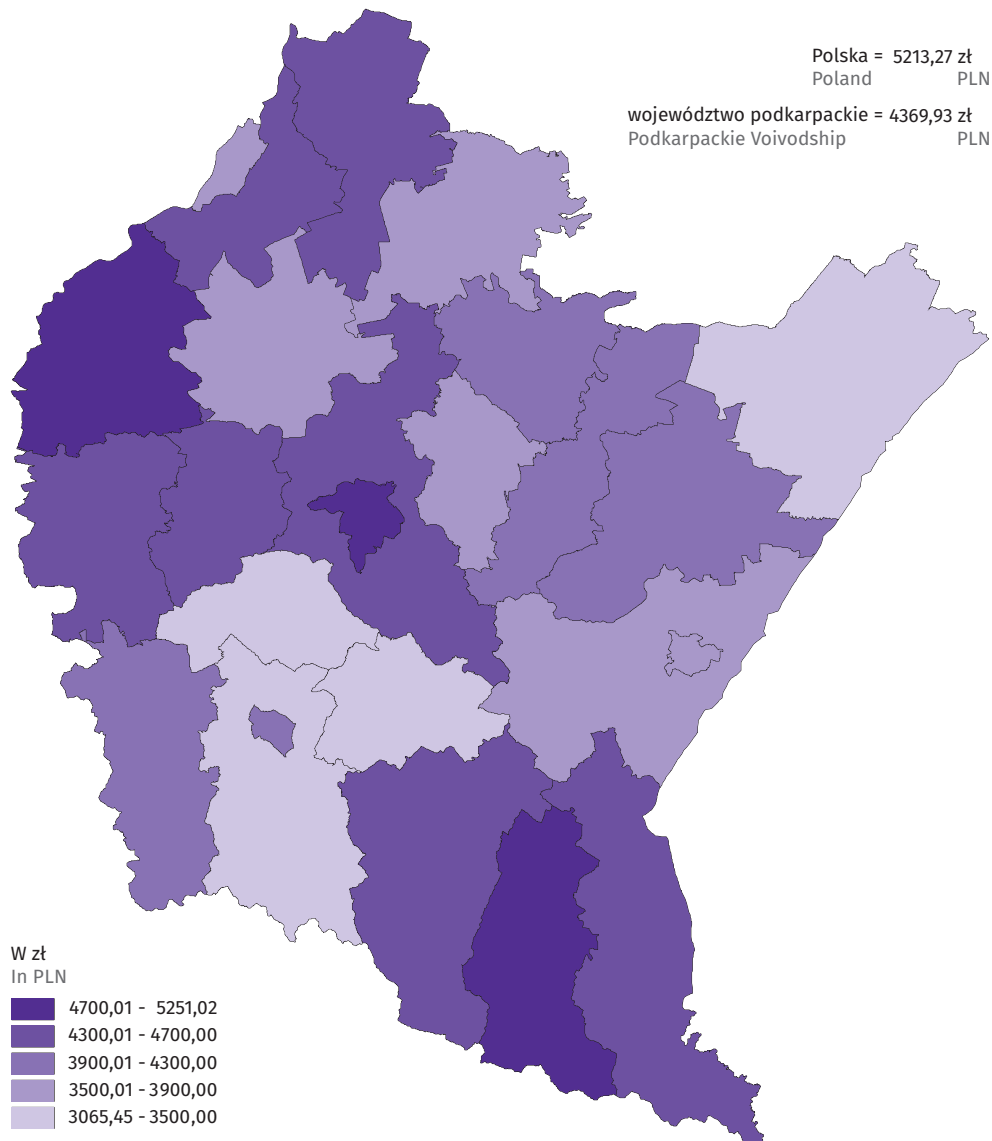 Polska = 5213,27 zł
Poland PLN
województwo podkarpackie = 4369,93 zł
Podkarpackie Voivodship PLN
W zł
In PLN
4700,01 - 5251,02
4300,01 - 4700,00
3900,01 - 4300,00
3500,01 - 3900,00
3065,45 - 3500,00